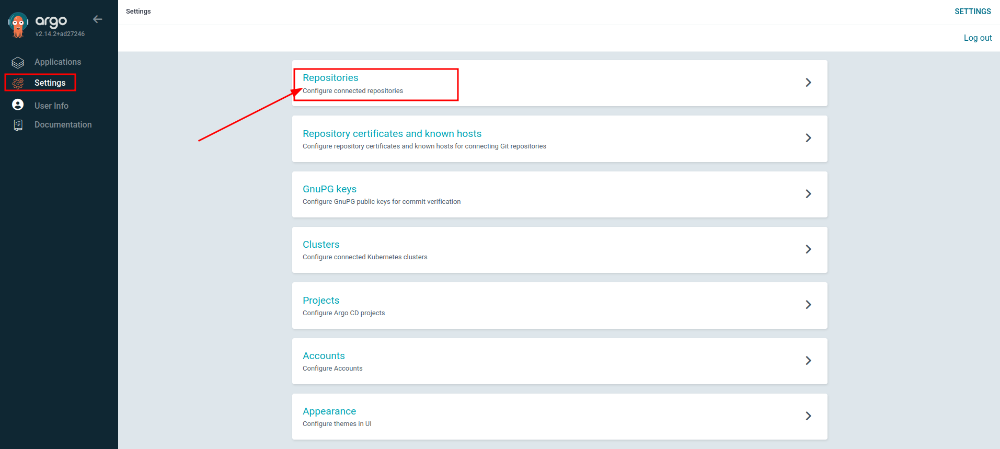 argo
v2.14.2+ad27246
Applications
Settings
User Info
Documentation
Settings
SETTINGS
Log out
Repositories
Configure connected repositories
Repository certificates and known hosts
Configure repository certificates and known hosts for connecting Git repositories
GnuPG keys
Configure GnuPG public keys for commit verification
Clusters
Configure connected Kubernetes clusters
Projects
Configure Argo CD projects
Accounts
Configure Accounts
Appearance
Configure themes in UI